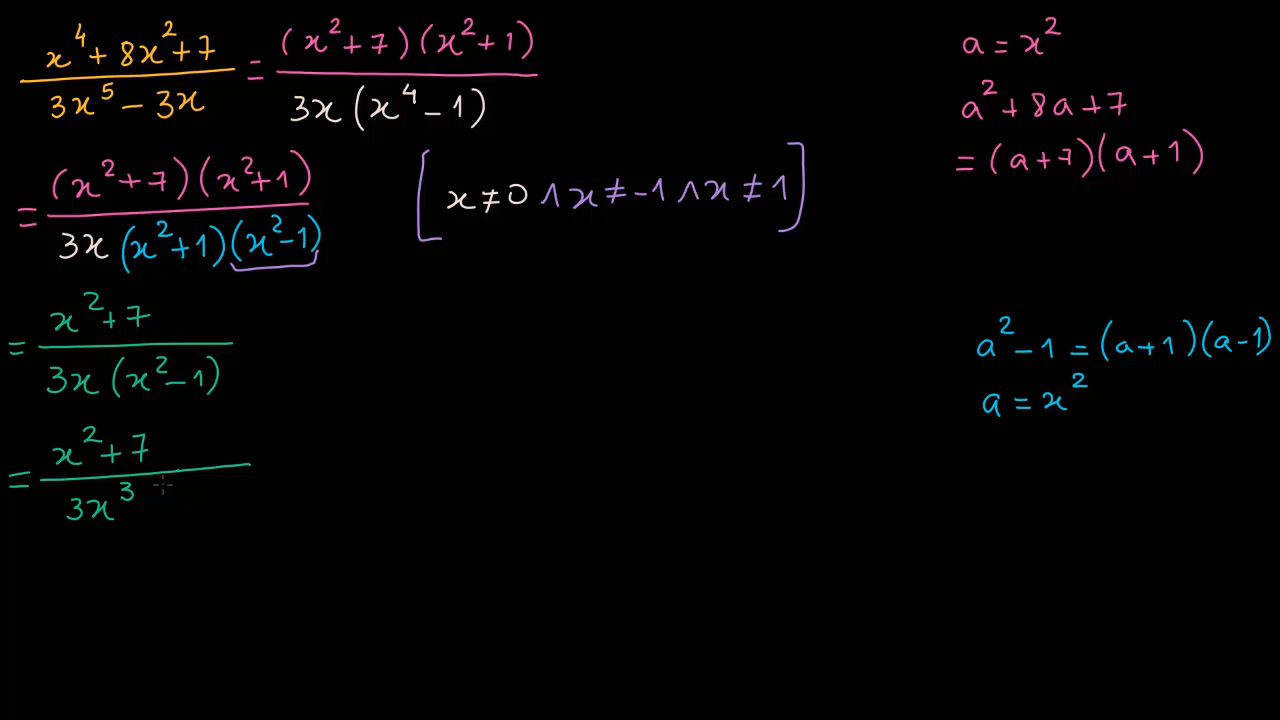 (x⁴ + 8x² + 7)/(3x⁵ − 3x) = ((x² + 7)(x² + 1))/(3x(x⁴ − 1))
= ((x² + 7)(x² + 1))/(3x(x² + 1)(x² − 1)) [x ≠ 0 ∧ x ≠ −1 ∧ x ≠ 1]
= (x² + 7)/(3x(x² − 1))
= (x² + 7)/(3x³
a = x²
a² + 8a + 7
= (a + 7)(a + 1)
a² − 1 = (a + 1)(a − 1)
a = x²